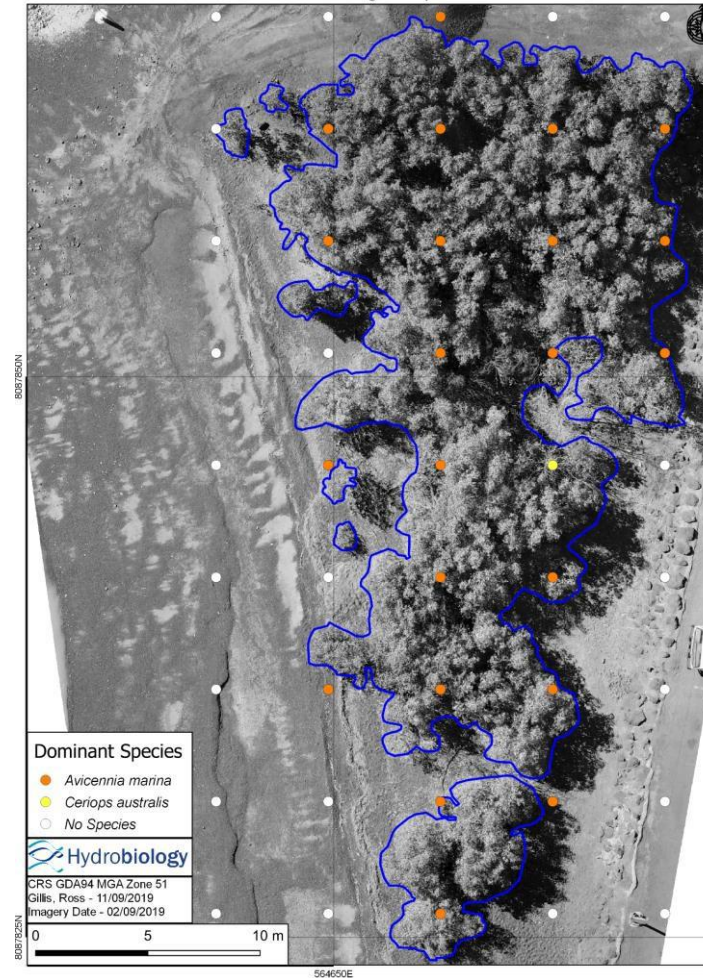 8087850N
Dominant Species
Avicennia marina
Ceriops australis
No Species
Hydrobiology
CRS GDA94 MGA Zone 51
Gillis, Ross - 11/09/2019
Imagery Date - 02/09/2019
0 5 10 m
8087825N
564650E